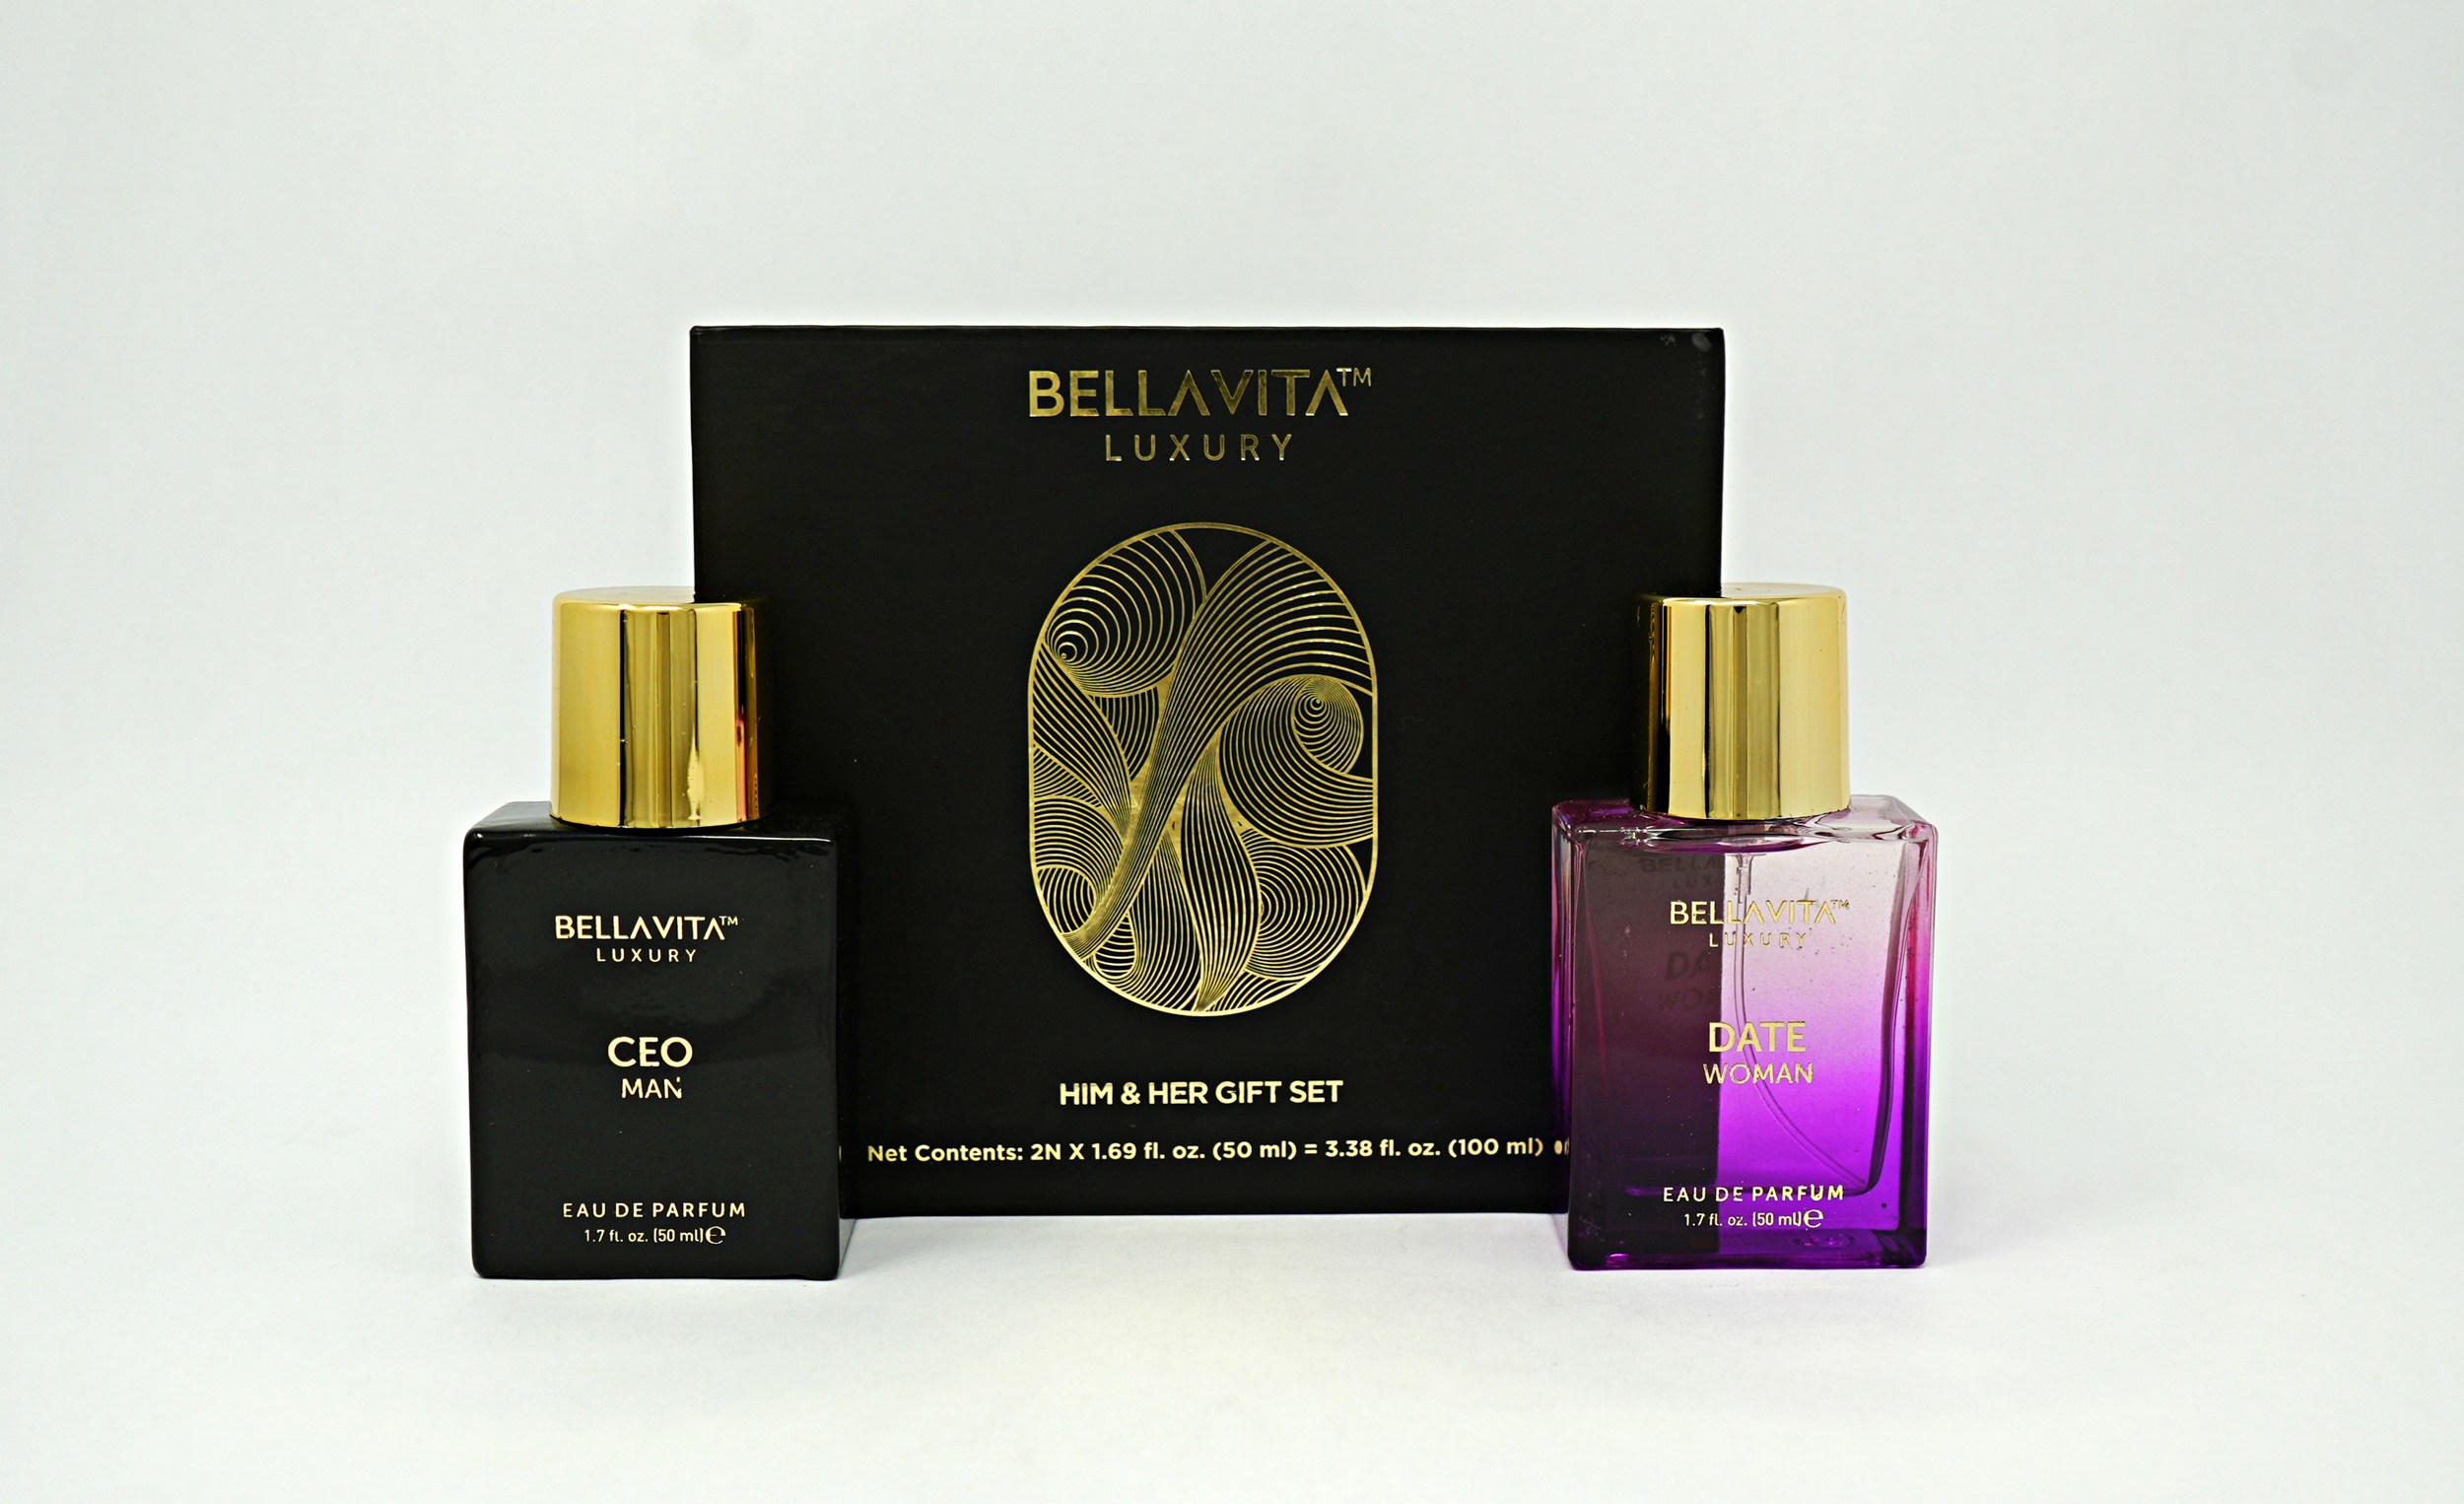 BELLAVITA™
LUXURY
HIM & HER GIFT SET
Net Contents: 2N X 1.69 fl. oz. (50 ml) = 3.38 fl. oz. (100 ml)
BELLAVITA™
LUXURY
CEO
MAN
EAU DE PARFUM
1.7 fl. oz. (50 ml) ℮
BELLAVITA™
LUXURY
DATE
WOMAN
EAU DE PARFUM
1.7 fl. oz. (50 ml) ℮